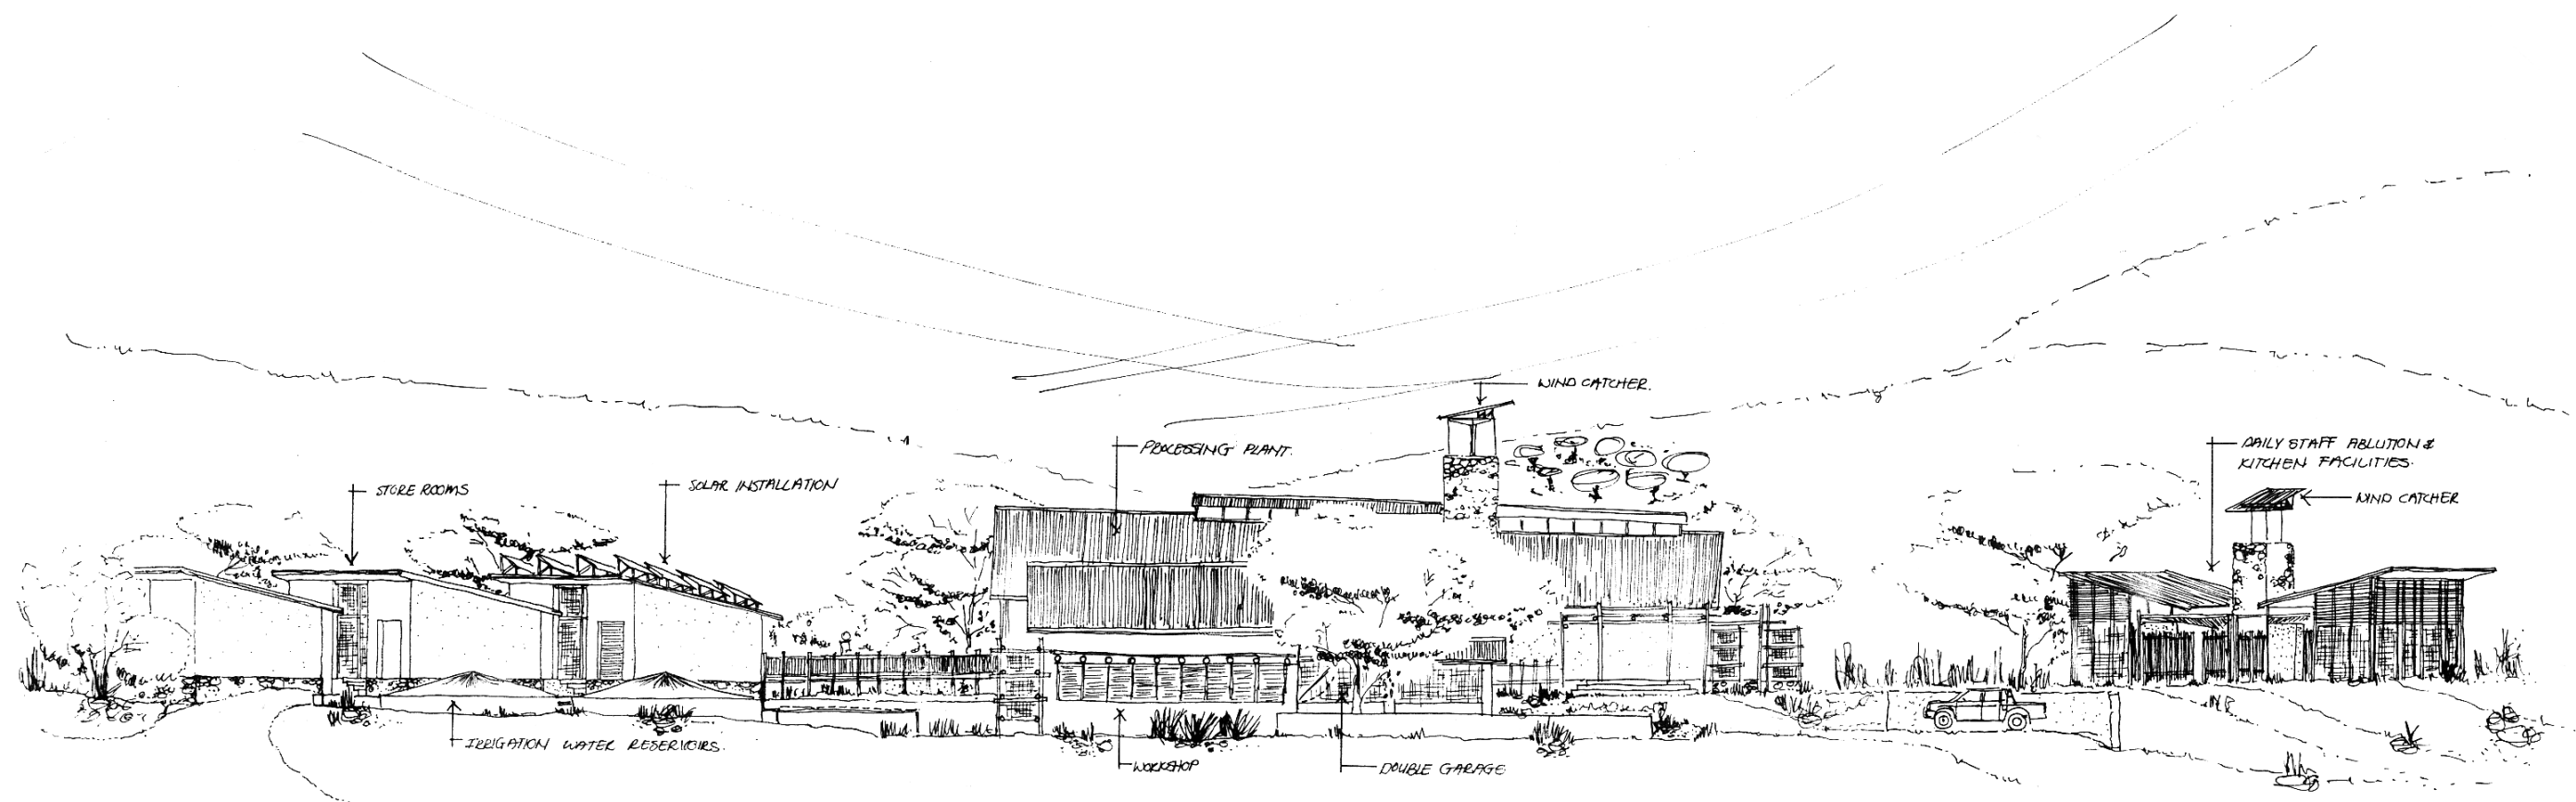 WIND CATCHER.
PROCESSING PLANT.
DAILY STAFF ABLUTION &
KITCHEN FACILITIES.
STORE ROOMS
SOLAR INSTALLATION
WIND CATCHER
IRRIGATION WATER RESERVOIRS.
WORKSHOP
DOUBLE GARAGE